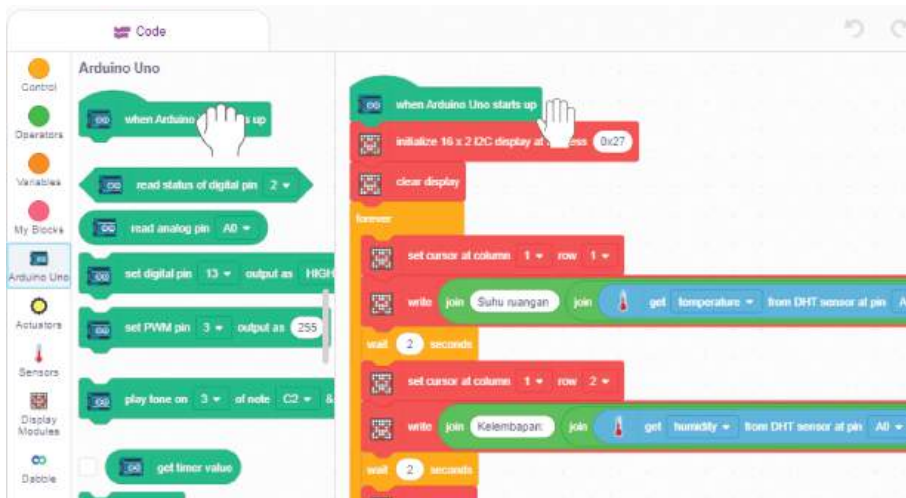 Code
Arduino Uno
Control
Operators
Variables
My Blocks
Arduino Uno
Actuators
Sensors
Display
Modules
Dabble
when Arduino up
read status of digital pin 2
read analog pin A0
set digital pin 13 output as HIGH
set PWM pin 3 output as 255
play tone on 3 of note C2 &
get timer value
when Arduino Uno starts up
initialize 16 x 2 I2C display at 0x27
clear display
forever
set cursor at column 1 row 1
write join Suhu ruangan join get temperature from DHT sensor at pin A
wait 2 seconds
set cursor at column 1 row 2
write join Kelembapan: join get humidity from DHT sensor at pin A0
wait 2 seconds